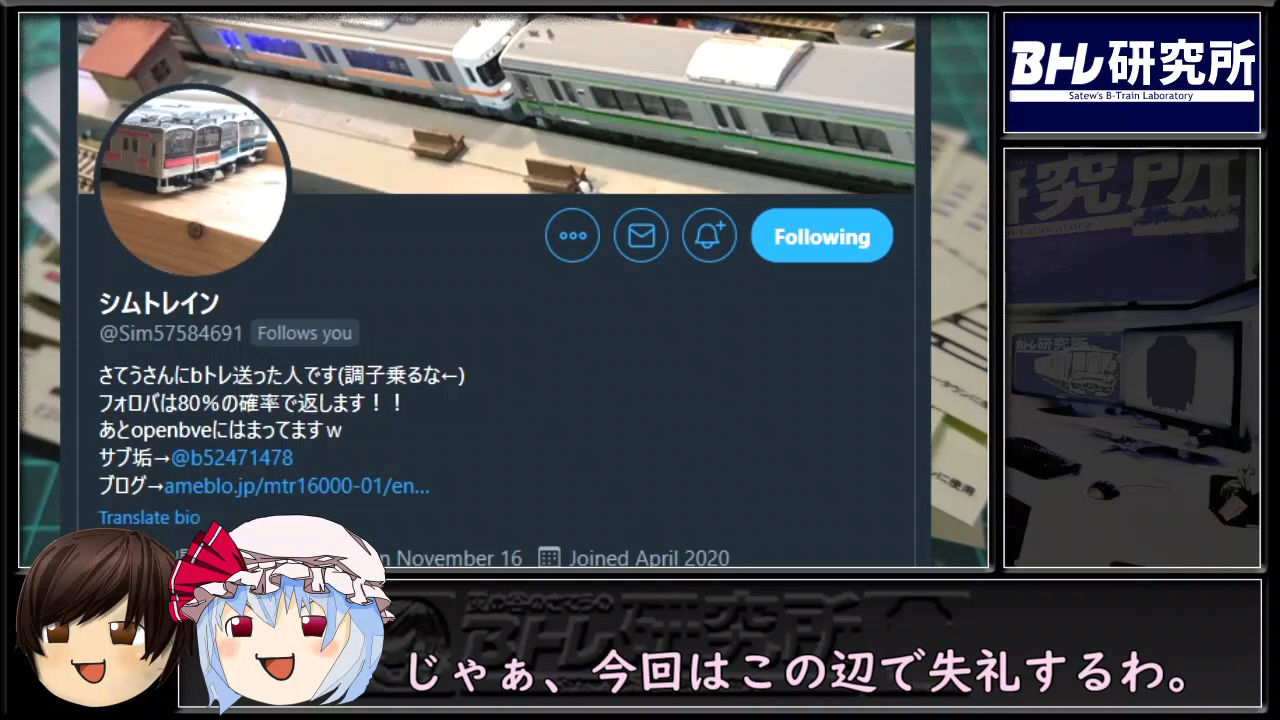 Bトレ研究所
Satew's B-Train Laboratory
Following
シムトレイン
@Sim57584691 Follows you
さてうさんにbトレ送った人です(調子乗るな←)
フォロバは80%の確率で返します！！
あとopenbveにはまってますｗ
サブ垢→@b52471478
ブログ→ameblo.jp/mtr16000-01/en...
Translate bio
November 16 Joined April 2020
じゃぁ、今回はこの辺で失礼するわ。